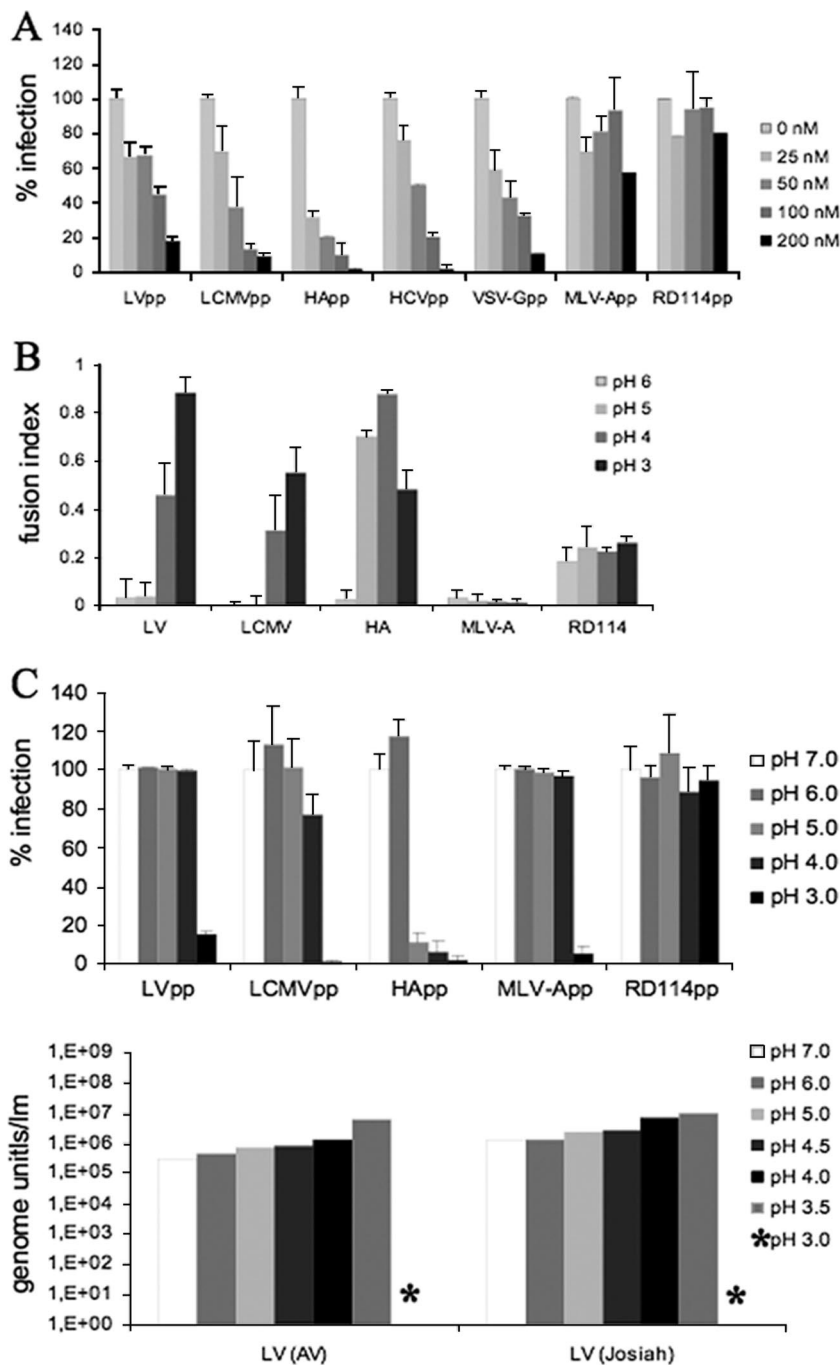 A
% infection
140
120
100
80
60
40
20
0
LVpp LCMVpp HApp HCVpp VSV-Gpp MLV-App RD114pp
0 nM
25 nM
50 nM
100 nM
200 nM
B
fusion index
1
0.8
0.6
0.4
0.2
0
LV LCMV HA MLV-A RD114
pH 6
pH 5
pH 4
pH 3
C
% infection
140
120
100
80
60
40
20
0
LVpp LCMVpp HApp MLV-App RD114pp
pH 7.0
pH 6.0
pH 5.0
pH 4.0
pH 3.0
genome unitls/lm
1,E+09
1,E+08
1,E+07
1,E+06
1,E+05
1,E+04
1,E+03
1,E+02
1,E+01
1,E+00
* *
LV (AV) LV (Josiah)
pH 7.0
pH 6.0
pH 5.0
pH 4.5
pH 4.0
pH 3.5
*pH 3.0